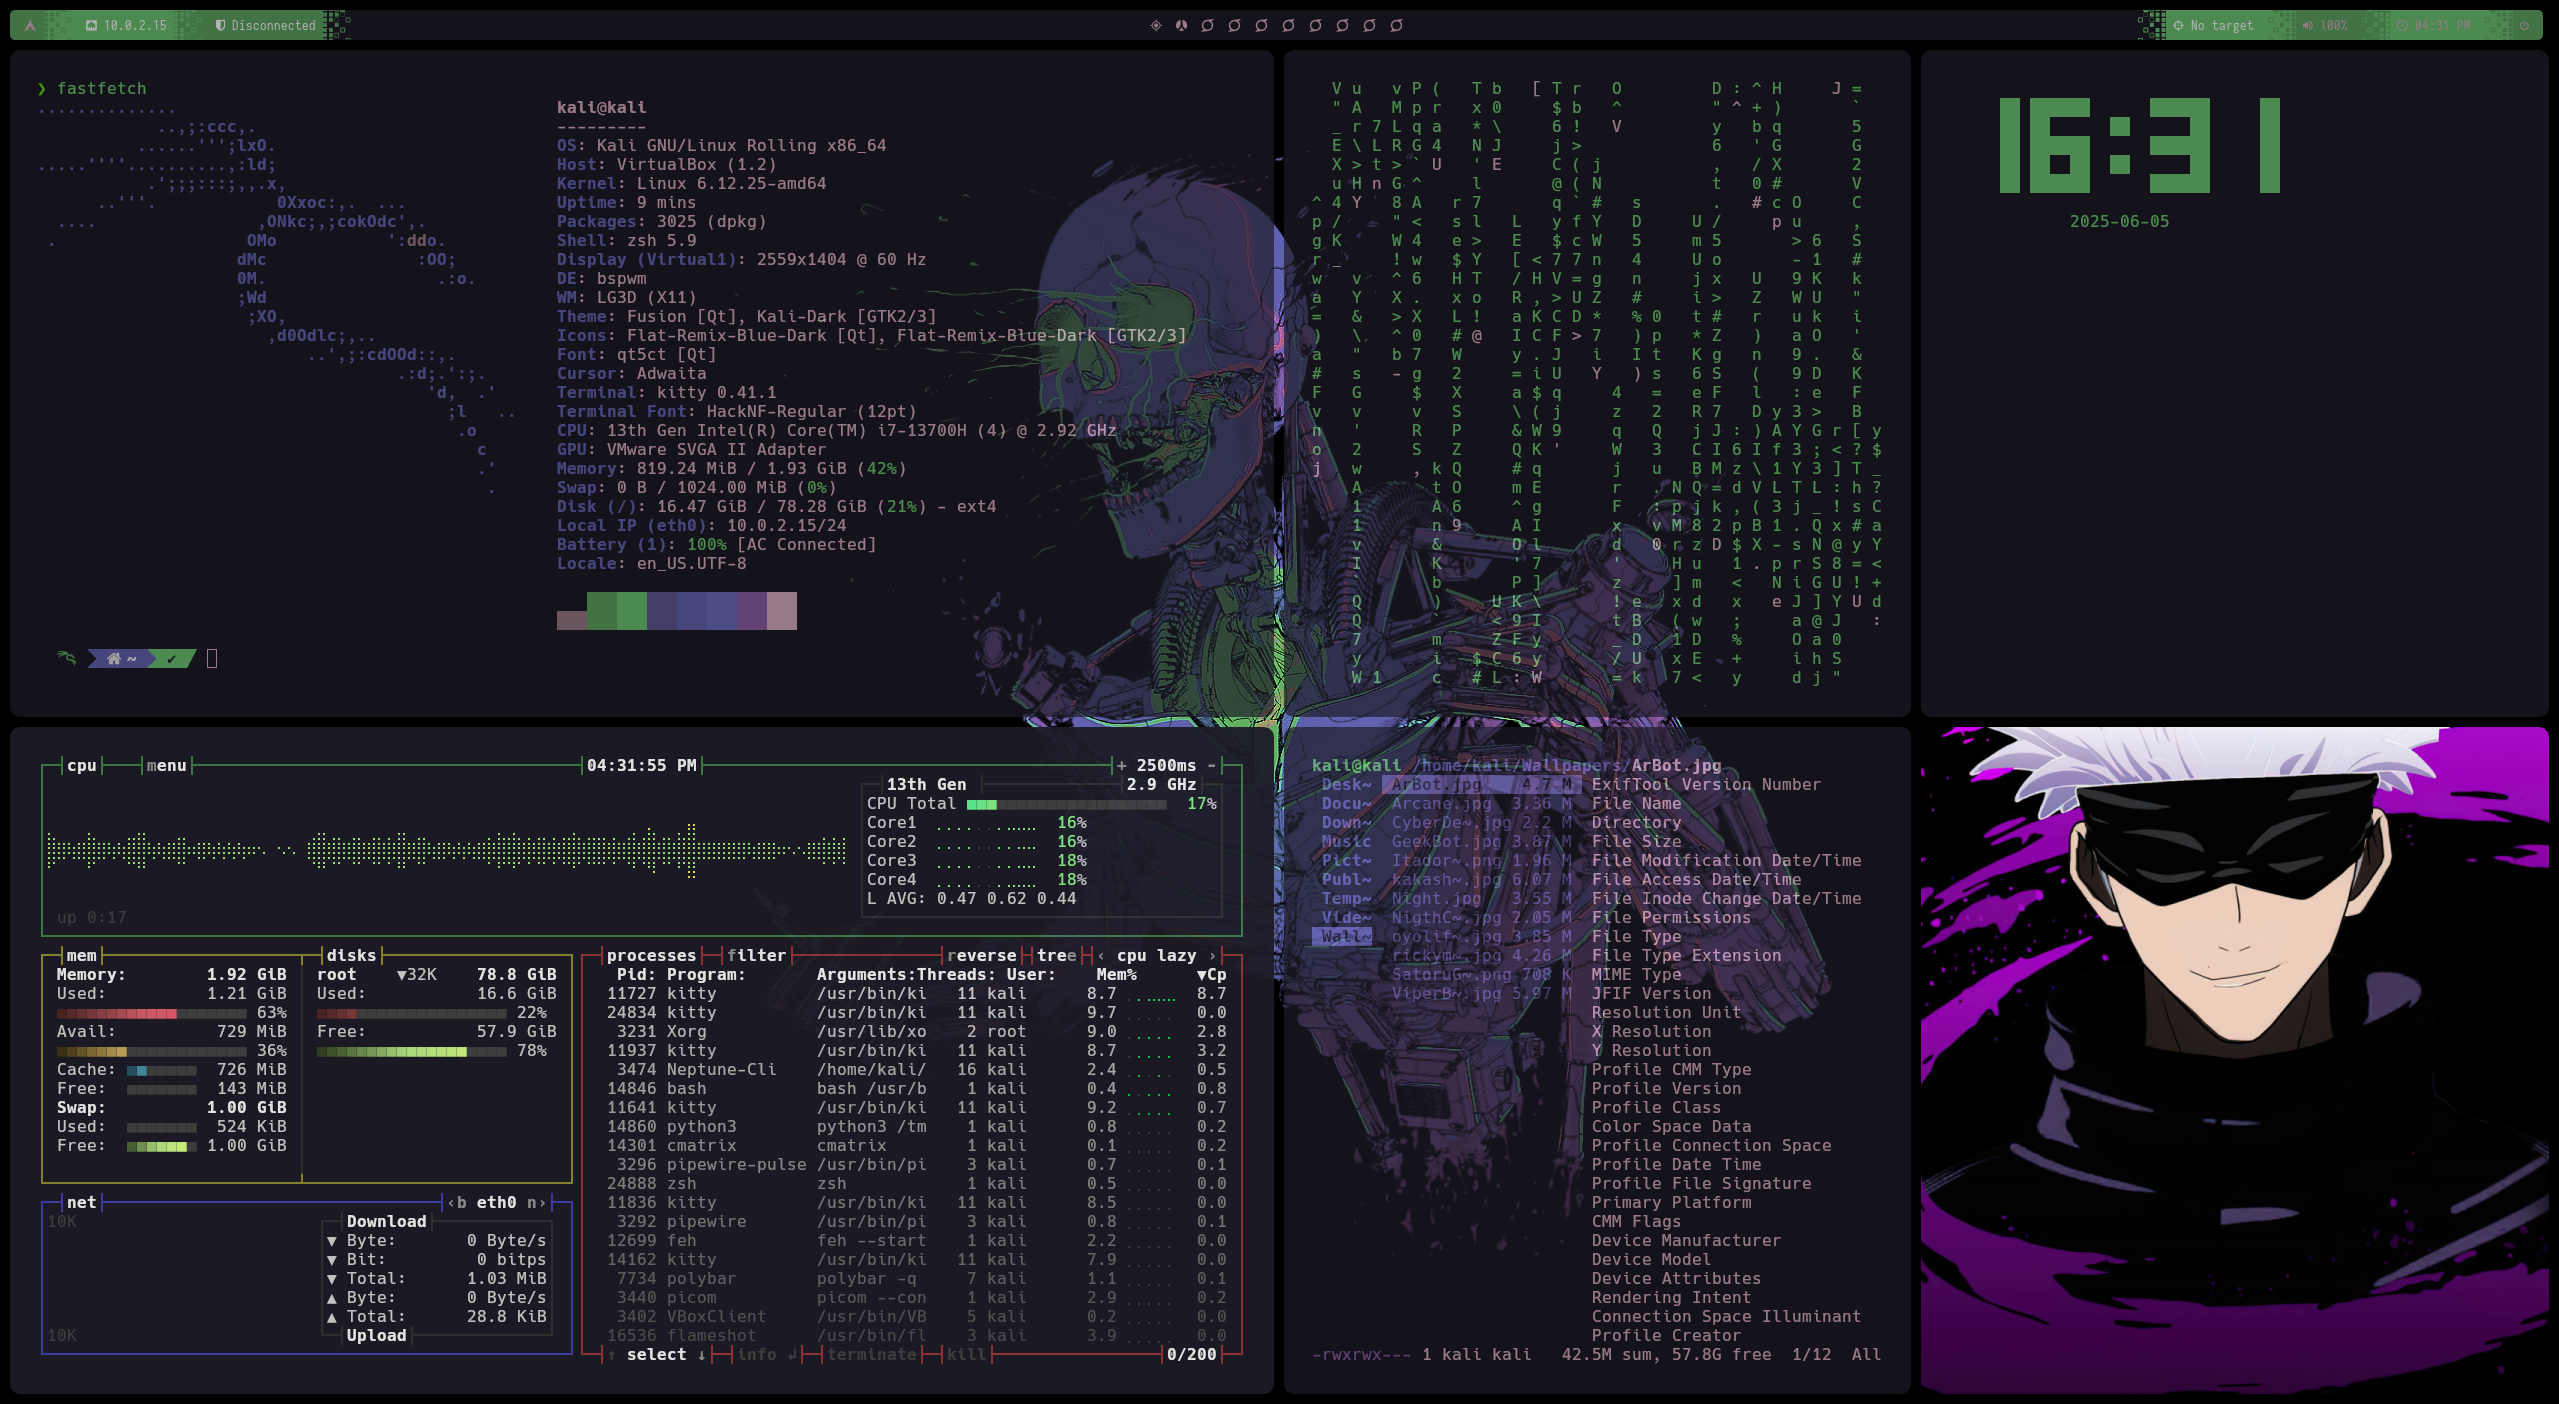 10.0.2.15 Disconnected
No target 100% 04:31 PM
❯ fastfetch
kali@kali
---------
OS: Kali GNU/Linux Rolling x86_64
Host: VirtualBox (1.2)
Kernel: Linux 6.12.25-amd64
Uptime: 9 mins
Packages: 3025 (dpkg)
Shell: zsh 5.9
Display (Virtual1): 2559x1404 @ 60 Hz
DE: bspwm
WM: LG3D (X11)
Theme: Fusion [Qt], Kali-Dark [GTK2/3]
Icons: Flat-Remix-Blue-Dark [Qt], Flat-Remix-Blue-Dark [GTK2/3]
Font: qt5ct [Qt]
Cursor: Adwaita
Terminal: kitty 0.41.1
Terminal Font: HackNF-Regular (12pt)
CPU: 13th Gen Intel(R) Core(TM) i7-13700H (4) @ 2.92 GHz
GPU: VMware SVGA II Adapter
Memory: 819.24 MiB / 1.93 GiB (42%)
Swap: 0 B / 1024.00 MiB (0%)
Disk (/): 16.47 GiB / 78.28 GiB (21%) - ext4
Local IP (eth0): 10.0.2.15/24
Battery (1): 100% [AC Connected]
Locale: en_US.UTF-8
~ ✔
16:31
2025-06-05
cpu menu 04:31:55 PM + 2500ms -
13th Gen 2.9 GHz
CPU Total 17%
Core1 16%
Core2 16%
Core3 18%
Core4 18%
L AVG: 0.47 0.62 0.44
up 0:17
mem disks
Memory: 1.92 GiB root ▼32K 78.8 GiB
Used: 1.21 GiB Used: 16.6 GiB
63% 22%
Avail: 729 MiB Free: 57.9 GiB
36% 78%
Cache: 726 MiB
Free: 143 MiB
Swap: 1.00 GiB
Used: 524 KiB
Free: 1.00 GiB
net ‹b eth0 n›
10K Download
▼ Byte: 0 Byte/s
▼ Bit: 0 bitps
▼ Total: 1.03 MiB
▲ Byte: 0 Byte/s
▲ Total: 28.8 KiB
10K Upload
processes filter reverse tree ‹ cpu lazy ›
Pid: Program: Arguments:Threads: User: Mem% ▼Cp
11727 kitty /usr/bin/ki 11 kali 8.7 8.7
24834 kitty /usr/bin/ki 11 kali 9.7 0.0
3231 Xorg /usr/lib/xo 2 root 9.0 2.8
11937 kitty /usr/bin/ki 11 kali 8.7 3.2
3474 Neptune-Cli /home/kali/ 16 kali 2.4 0.5
14846 bash bash /usr/b 1 kali 0.4 0.8
11641 kitty /usr/bin/ki 11 kali 9.2 0.7
14860 python3 python3 /tm 1 kali 0.8 0.2
14301 cmatrix cmatrix 1 kali 0.1 0.2
3296 pipewire-pulse /usr/bin/pi 3 kali 0.7 0.1
24888 zsh zsh 1 kali 0.5 0.0
11836 kitty /usr/bin/ki 11 kali 8.5 0.0
3292 pipewire /usr/bin/pi 3 kali 0.8 0.1
12699 feh feh --start 1 kali 2.2 0.0
14162 kitty /usr/bin/ki 11 kali 7.9 0.0
7734 polybar polybar -q 7 kali 1.1 0.1
3440 picom picom --con 1 kali 2.9 0.2
3402 VBoxClient /usr/bin/VB 5 kali 0.2 0.0
16536 flameshot /usr/bin/fl 3 kali 3.9 0.0
↑ select ↓ info ↲ terminate kill 0/200
kali@kali /home/kali/Wallpapers/ArBot.jpg
Desk~ ArBot.jpg 4.7 M ExifTool Version Number
Docu~ Arcane.jpg 3.36 M File Name
Down~ CyberDe~.jpg 2.2 M Directory
Music GeekBot.jpg 3.87 M File Size
Pict~ Itador~.png 1.96 M File Modification Date/Time
Publ~ kakash~.jpg 6.07 M File Access Date/Time
Temp~ Night.jpg 3.55 M File Inode Change Date/Time
Vide~ NigthC~.jpg 2.05 M File Permissions
Wall~ oyolif~.jpg 3.85 M File Type
rickym~.jpg 4.26 M File Type Extension
SatoruG~.png 708 K MIME Type
ViperB~.jpg 5.97 M JFIF Version
Resolution Unit
X Resolution
Y Resolution
Profile CMM Type
Profile Version
Profile Class
Color Space Data
Profile Connection Space
Profile Date Time
Profile File Signature
Primary Platform
CMM Flags
Device Manufacturer
Device Model
Device Attributes
Rendering Intent
Connection Space Illuminant
Profile Creator
-rwxrwx--- 1 kali kali 42.5M sum, 57.8G free 1/12 All